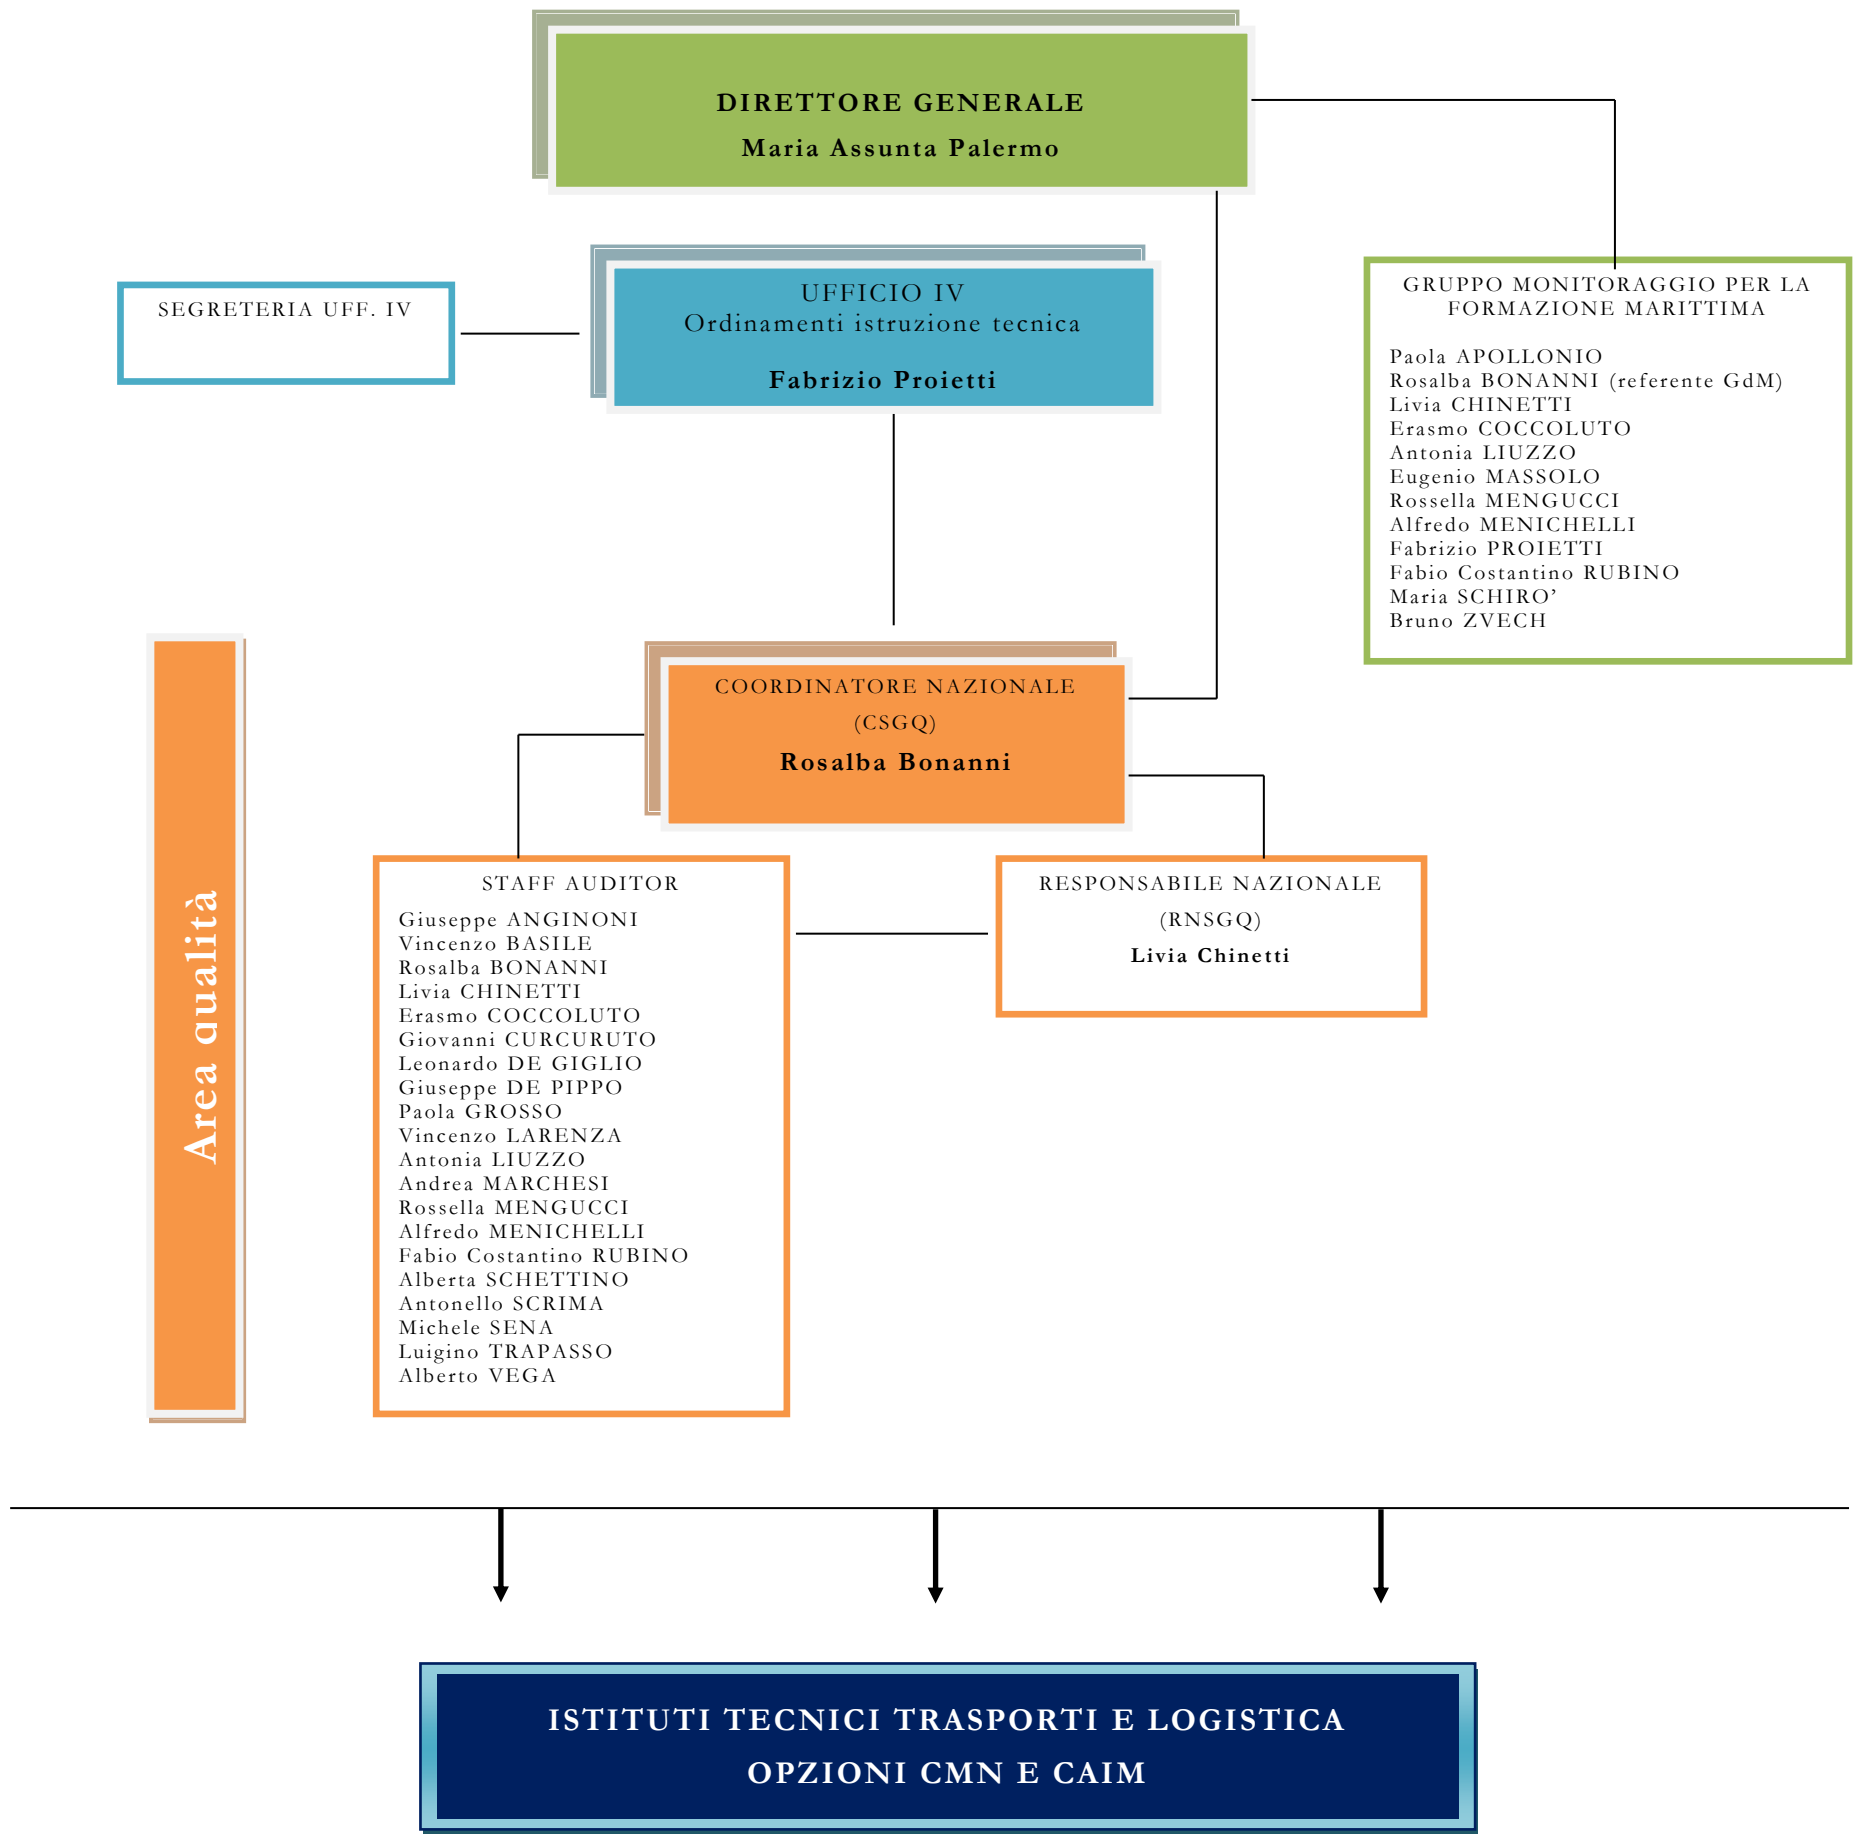 DIRETTORE GENERALE
Maria Assunta Palermo
SEGRETERIA UFF. IV
UFFICIO IV
Ordinamenti istruzione tecnica
Fabrizio Proietti
GRUPPO MONITORAGGIO PER LA
FORMAZIONE MARITTIMA
Paola APOLLONIO
Rosalba BONANNI (referente GdM)
Livia CHINETTI
Erasmo COCCOLUTO
Antonia LIUZZO
Eugenio MASSOLO
Rossella MENGUCCI
Alfredo MENICHELLI
Fabrizio PROIETTI
Fabio Costantino RUBINO
Maria SCHIRO’
Bruno ZVECH
Area qualità
COORDINATORE NAZIONALE
(CSGQ)
Rosalba Bonanni
STAFF AUDITOR
Giuseppe ANGINONI
Vincenzo BASILE
Rosalba BONANNI
Livia CHINETTI
Erasmo COCCOLUTO
Giovanni CURCURUTO
Leonardo DE GIGLIO
Giuseppe DE PIPPO
Paola GROSSO
Vincenzo LARENZA
Antonia LIUZZO
Andrea MARCHESI
Rossella MENGUCCI
Alfredo MENICHELLI
Fabio Costantino RUBINO
Alberta SCHETTINO
Antonello SCRIMA
Michele SENA
Luigino TRAPASSO
Alberto VEGA
RESPONSABILE NAZIONALE
(RNSGQ)
Livia Chinetti
ISTITUTI TECNICI TRASPORTI E LOGISTICA
OPZIONI CMN E CAIM